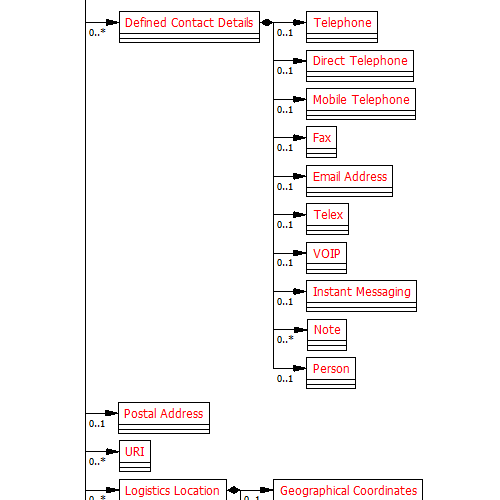 Defined Contact Details
0..*
Telephone
0..1
Direct Telephone
0..1
Mobile Telephone
0..1
Fax
0..1
Email Address
0..1
Telex
0..1
VOIP
0..1
Instant Messaging
0..1
Note
0..*
Person
0..1
Postal Address
0..1
URI
0..*
Logistics Location
0..*
Geographical Coordinates
0..1